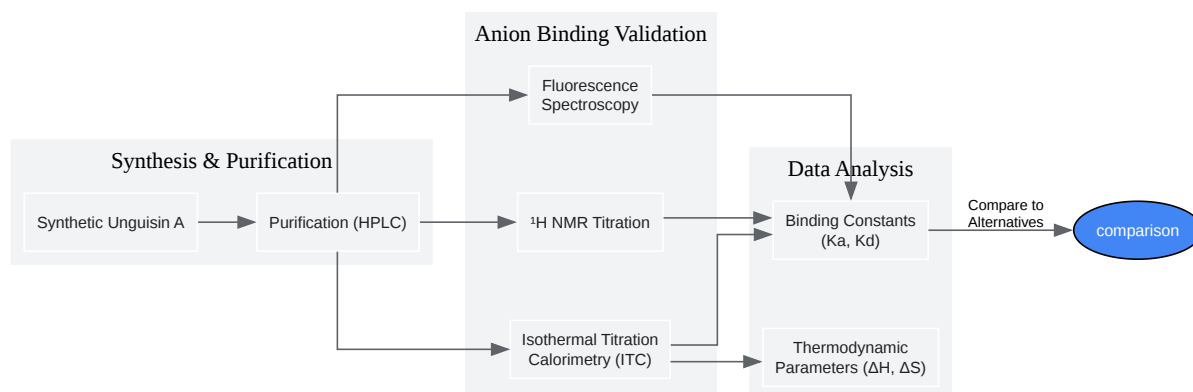 Anion Binding Validation
Fluorescence
Spectroscopy
Synthesis & Purification
Data Analysis
Synthetic Unguisin A
Purification (HPLC)
¹H NMR Titration
Binding Constants
(Ka, Kd)
Compare to
Alternatives
comparison
Isothermal Titration
Calorimetry (ITC)
Thermodynamic
Parameters (ΔH, ΔS)